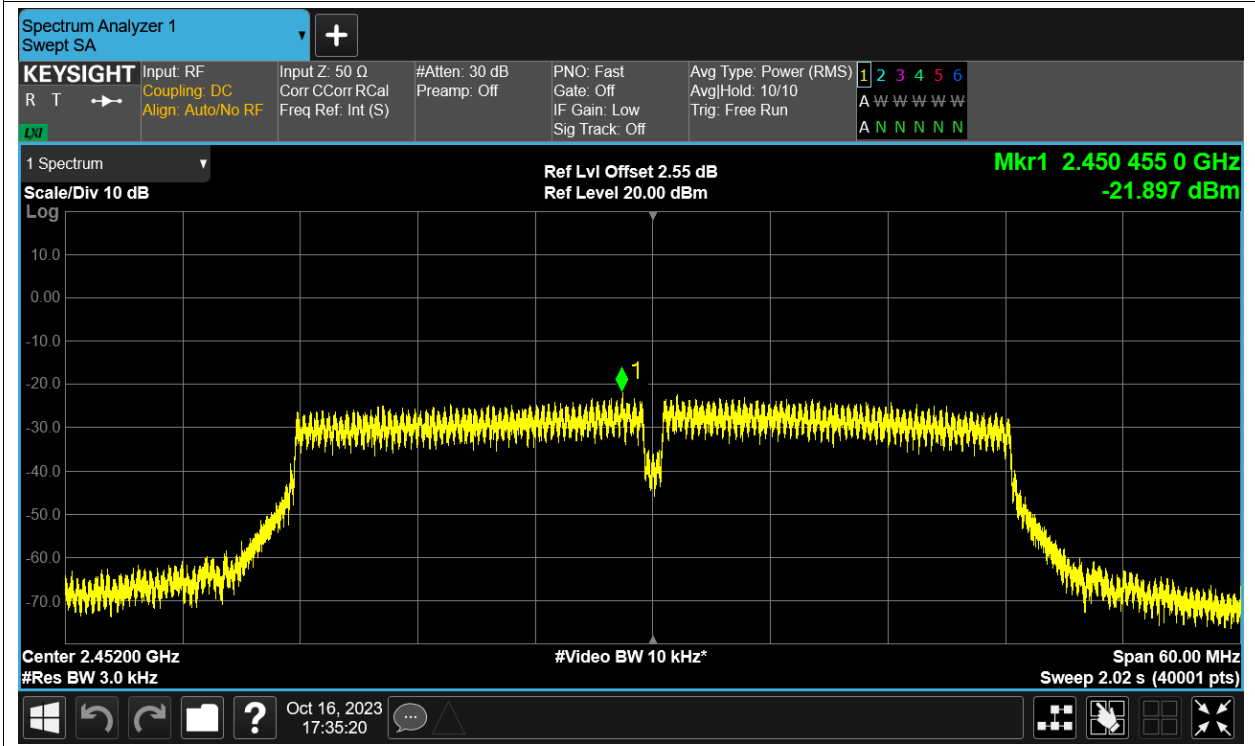 Spectrum Analyzer 1
Swept SA
KEYSIGHT
R T
LXI
Input: RF
Coupling: DC
Align: Auto/No RF
Input Z: 50 Ω
Corr CCorr RCal
Freq Ref: Int (S)
#Atten: 30 dB
Preamp: Off
PNO: Fast
Gate: Off
IF Gain: Low
Sig Track: Off
Avg Type: Power (RMS)
Avg|Hold: 10/10
Trig: Free Run
1 2 3 4 5 6
A W W W W W
A N N N N N
1 Spectrum
Scale/Div 10 dB
Ref Lvl Offset 2.55 dB
Ref Level 20.00 dBm
Mkr1 2.450 455 0 GHz
-21.897 dBm
Log
10.0
0.00
-10.0
1
-20.0
-30.0
-40.0
-50.0
-60.0
-70.0
Center 2.45200 GHz
#Video BW 10 kHz*
Span 60.00 MHz
#Res BW 3.0 kHz
Sweep 2.02 s (40001 pts)
?
Oct 16, 2023
17:35:20